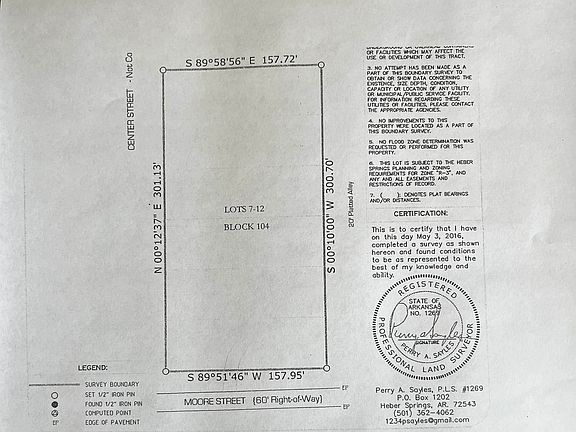 CENTER STREET - Not Co
S 89°58'56" E 157.72'
N 00°12'37" E 301.13'
LOTS 7-12
BLOCK 104
S 00°10'00" W 300.70'
20' Platted Alley
S 89°51'46" W 157.95'
MOORE STREET (60' Right-of-Way)
EP
EP
LEGEND:
SURVEY BOUNDARY
SET 1/2" IRON PIN
FOUND 1/2" IRON PIN
COMPUTED POINT
EP EDGE OF PAVEMENT
OR FACILITIES WHICH MAY AFFECT THE
USE OR DEVELOPMENT OF THIS TRACT.
3. NO ATTEMPT HAS BEEN MADE AS A
PART OF THIS BOUNDARY SURVEY TO
OBTAIN OR SHOW DATA CONCERNING THE
EXISTENCE, SIZE DEPTH, CONDITION,
CAPACITY OR LOCATION OF ANY UTILITY
OR MUNICIPAL/PUBLIC SERVICE FACILITY.
FOR INFORMATION REGARDING THESE
UTILITIES OR FACILITIES, PLEASE CONTACT
THE APPROPRIATE AGENCIES.
4. NO IMPROVEMENTS TO THIS
PROPERTY WERE LOCATED AS A PART OF
THIS BOUNDARY SURVEY.
5. NO FLOOD ZONE DETERMINATION WAS
REQUESTED OR PERFORMED FOR THIS
PROPERTY.
6. THIS LOT IS SUBJECT TO THE HEBER
SPRINGS PLANNING AND ZONING
REQUIREMENTS FOR ZONE "R-3", AND
ANY AND ALL EASEMENTS AND
RESTRICTIONS OF RECORD.
7. ( ): DENOTES PLAT BEARINGS
AND/OR DISTANCES.
CERTIFICATION:
This is to certify that I have
on this day May 3, 2016,
completed a survey as shown
hereon and found conditions
to be as represented to the
best of my knowledge and
ability.
REGISTERED
STATE OF
ARKANSAS
NO. 1269
Perry A Sayles
SIGNATURE
PERRY A. SAYLES
PROFESSIONAL LAND SURVEYOR
Perry A. Sayles, P.L.S. #1269
P.O. Box 1202
Heber Springs, AR. 72543
(501) 362-4062
1234psayles@gmail.com